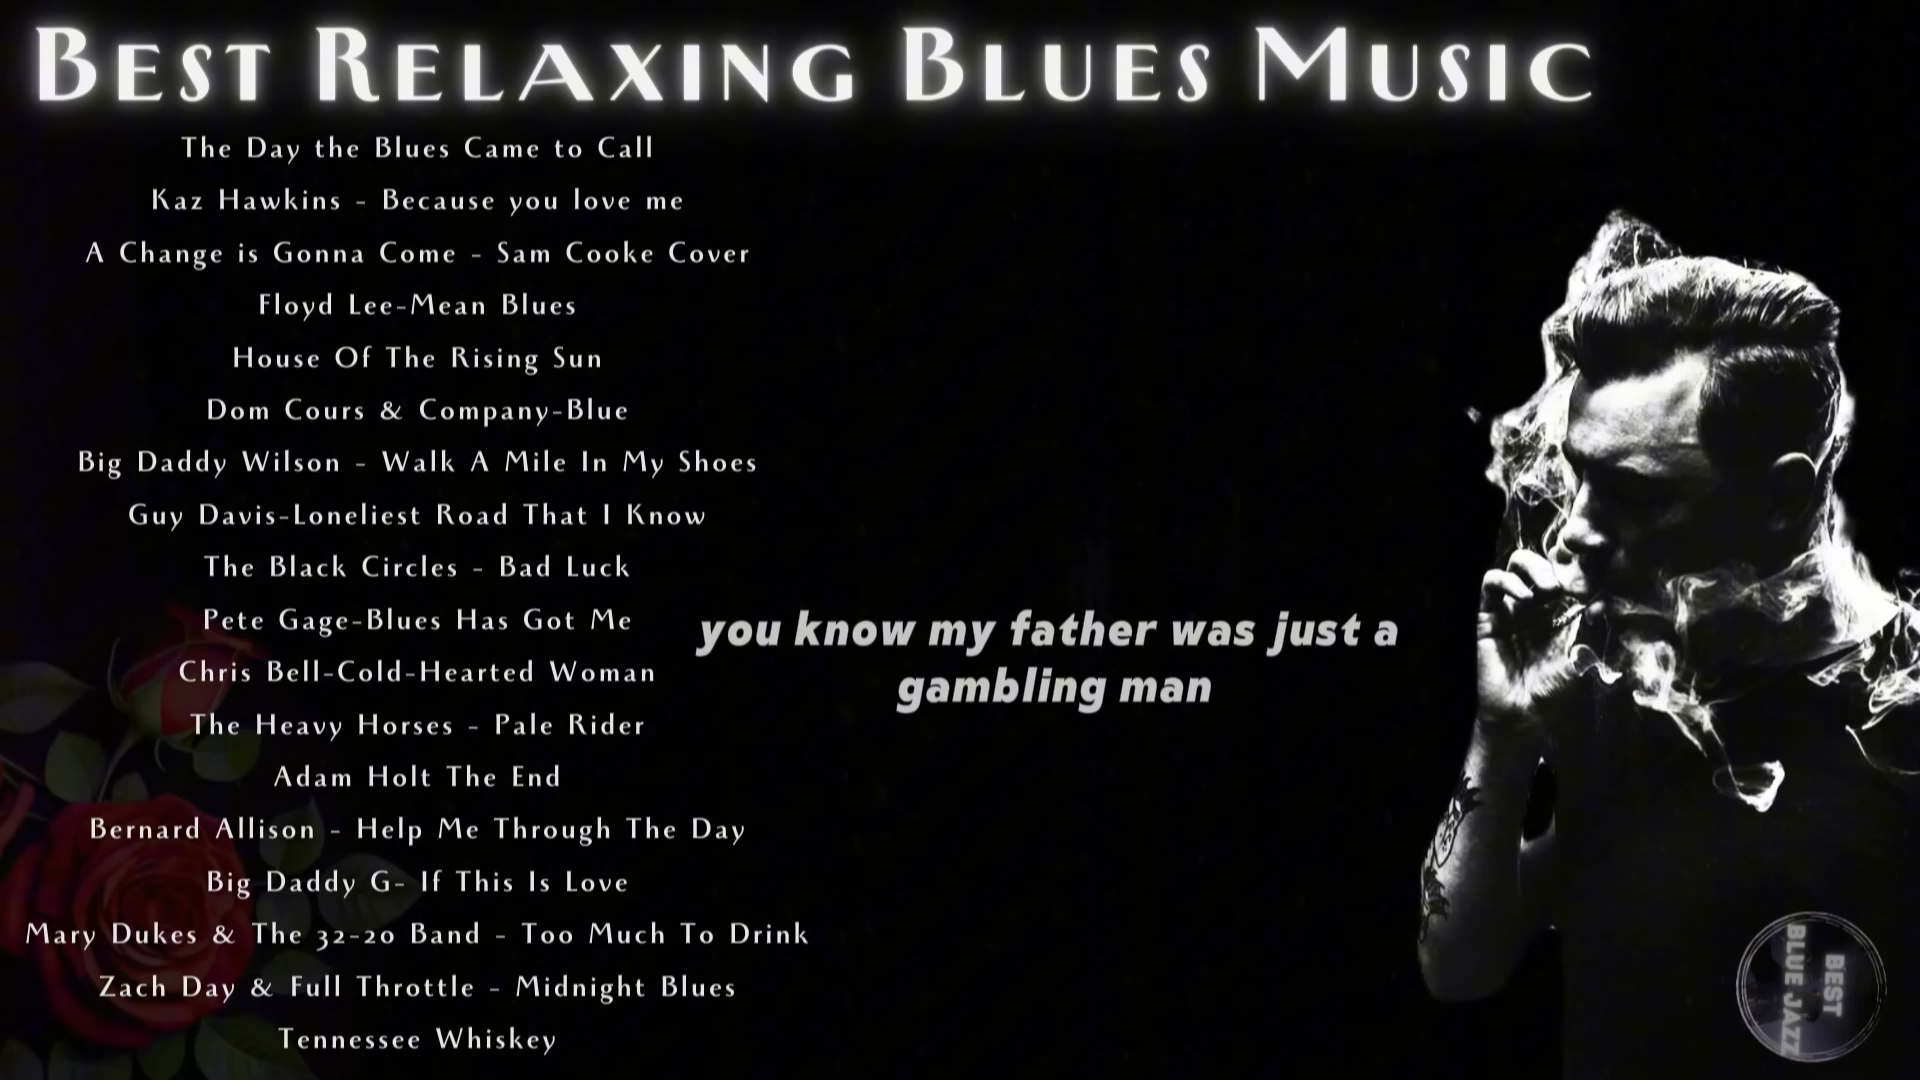 Best Relaxing Blues Music
The Day the Blues Came to Call
Kaz Hawkins - Because you love me
A Change is Gonna Come - Sam Cooke Cover
Floyd Lee-Mean Blues
House Of The Rising Sun
Dom Cours & Company-Blue
Big Daddy Wilson - Walk A Mile In My Shoes
Guy Davis-Loneliest Road That I Know
The Black Circles - Bad Luck
Pete Gage-Blues Has Got Me
Chris Bell-Cold-Hearted Woman
The Heavy Horses - Pale Rider
Adam Holt The End
Bernard Allison - Help Me Through The Day
Big Daddy G- If This Is Love
Mary Dukes & The 32-20 Band - Too Much To Drink
Zach Day & Full Throttle - Midnight Blues
Tennessee Whiskey
you know my father was just a
gambling man
BEST
BLUE JAZZ